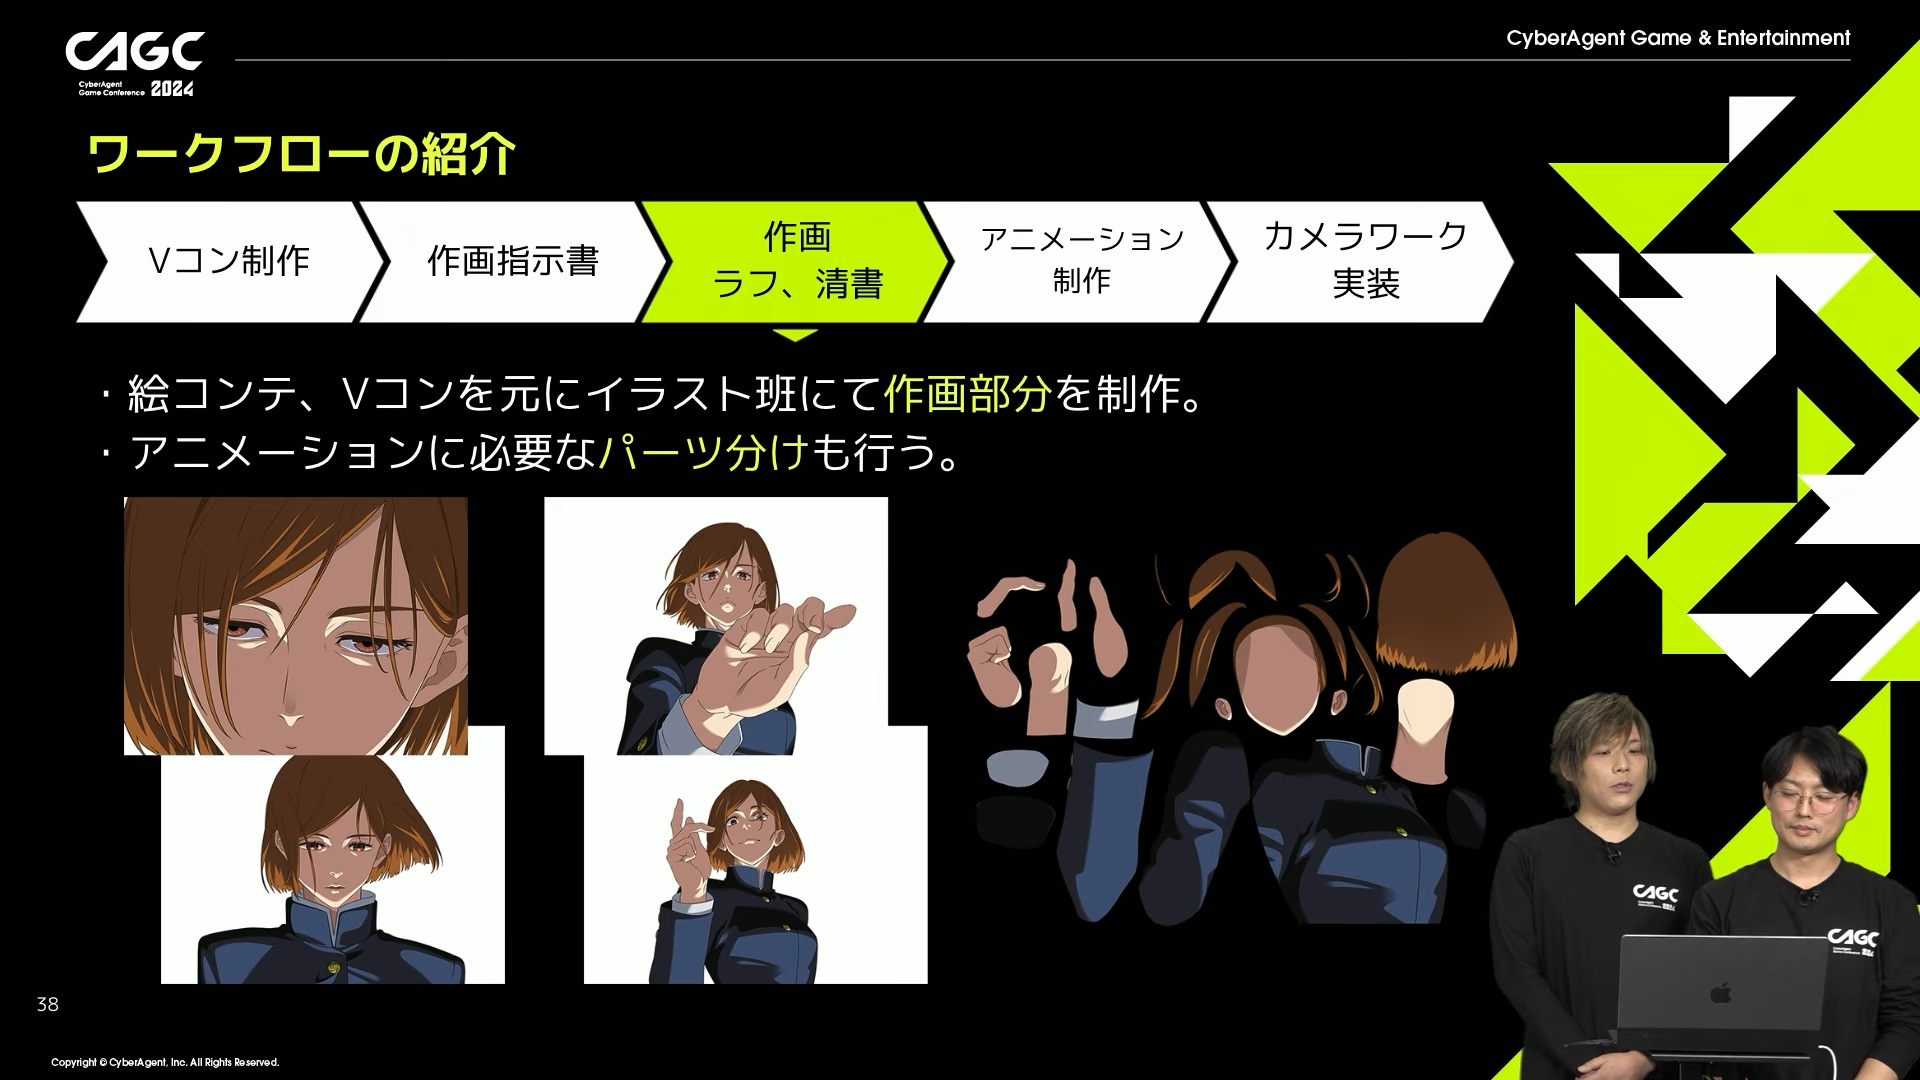 CAGC
CyberAgent
Game Conference 2024
CyberAgent Game & Entertainment
ワークフローの紹介
Vコン制作
作画指示書
作画
ラフ、清書
アニメーション
制作
カメラワーク
実装
・絵コンテ、Vコンを元にイラスト班にて作画部分を制作。
・アニメーションに必要なパーツ分けも行う。
CAGC
2024
CAGC
2024
38
Copyright © CyberAgent, Inc. All Rights Reserved.